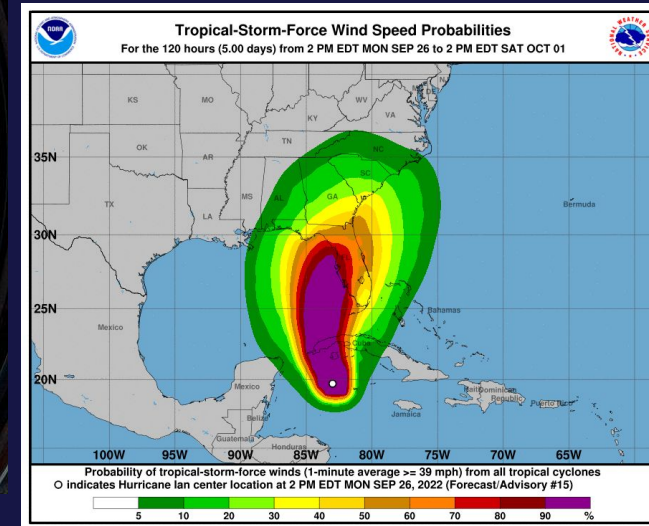 NOAA
Tropical-Storm-Force Wind Speed Probabilities
For the 120 hours (5.00 days) from 2 PM EDT MON SEP 26 to 2 PM EDT SAT OCT 01
KS MO WV
KY VA
OK TN NC
35N
AR SC
MS AL GA
TX LA
Bermuda
30N
25N
Mexico Bahamas
Cuba
20N
Mexico Haiti Dominican Republic Puerto Rico
Belize Jamaica
Guatemala
Honduras
100W 95W 90W 85W 80W 75W 70W 65W
Probability of tropical-storm-force winds (1-minute average >= 39 mph) from all tropical cyclones
O indicates Hurricane Ian center location at 2 PM EDT MON SEP 26, 2022 (Forecast/Advisory #15)
5 10 20 30 40 50 60 70 80 90 %